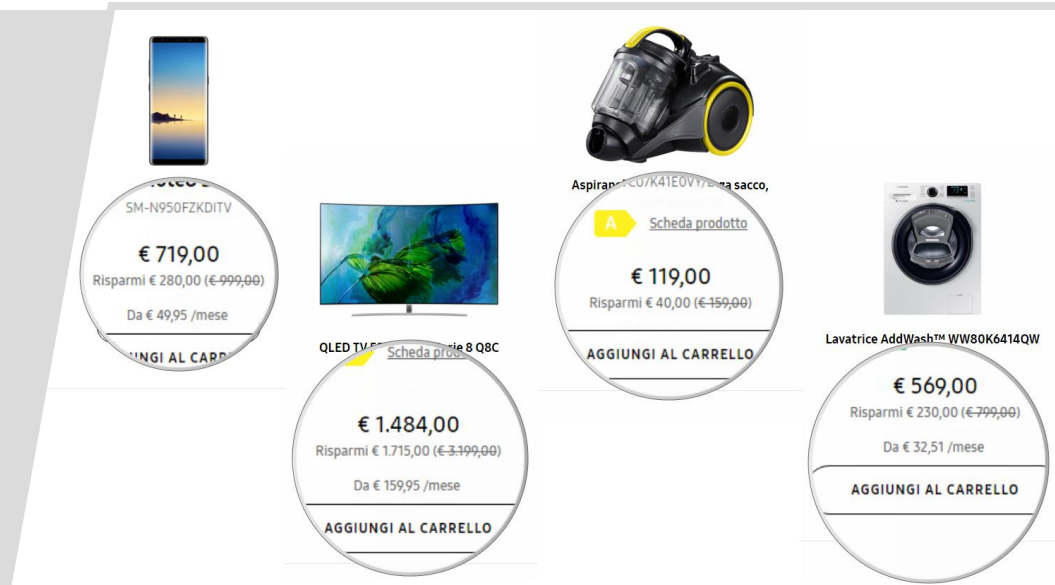 SM-N950FZKDITV
€ 719,00
Risparmi € 280,00 (€ 999,00)
Da € 49,95 /mese
AL
QLED TV
8 Q8C
Scheda
€ 1.484,00
Risparmi € 1.715,00 (€ 3.199,00)
Da € 159,95 /mese
AGGIUNGI AL CARRELLO
sacco,
A
Scheda prodotto
€ 119,00
Risparmi € 40,00 (€ 159,00)
AGGIUNGI AL CARRELLO
Lavatrice AddWash™ WW80K6414QW
€ 569,00
Risparmi € 230,00 (€ 799,00)
Da € 32,51 /mese
AGGIUNGI AL CARRELLO